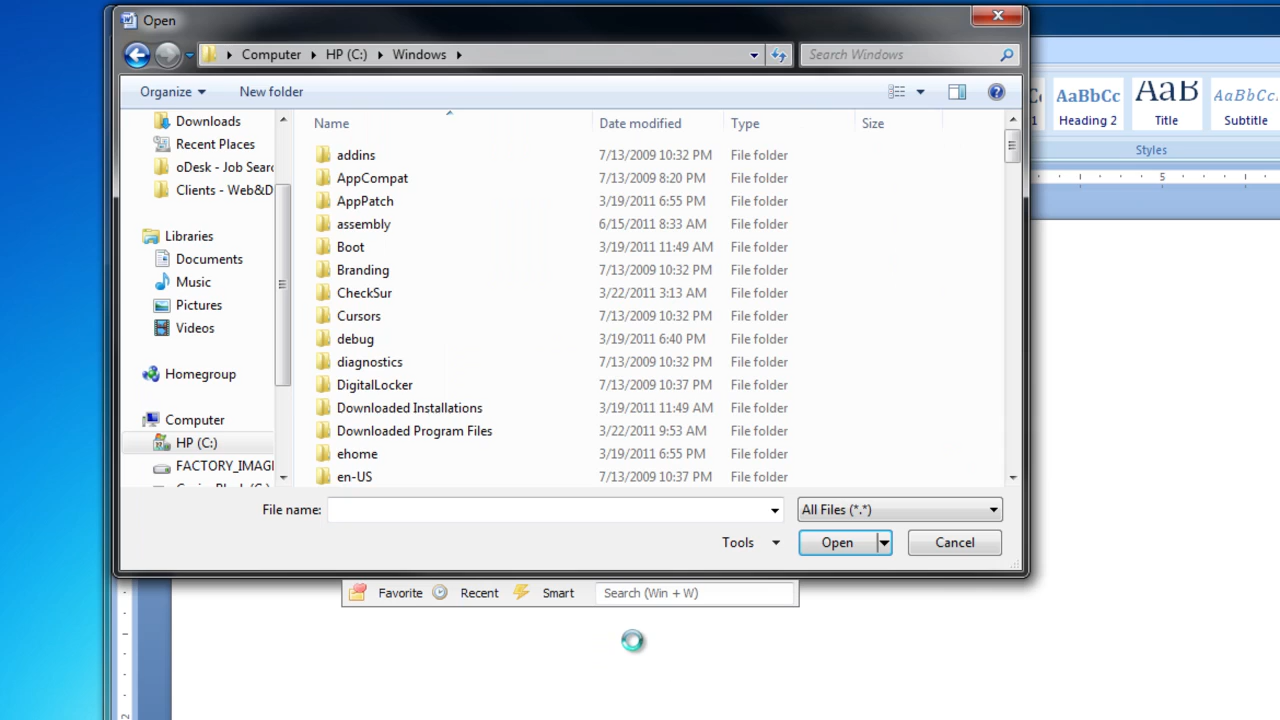 Open
Computer HP (C:) Windows Search Windows
Organize New folder
Name Date modified Type Size
Downloads
Recent Places
oDesk - Job Sear
Clients - Web&D
Libraries
Documents
Music
Pictures
Videos
Homegroup
Computer
HP (C:)
FACTORY_IMAG
addins 7/13/2009 10:32 PM File folder
AppCompat 7/13/2009 8:20 PM File folder
AppPatch 3/19/2011 6:55 PM File folder
assembly 6/15/2011 8:33 AM File folder
Boot 3/19/2011 11:49 AM File folder
Branding 7/13/2009 10:32 PM File folder
CheckSur 3/22/2011 3:13 AM File folder
Cursors 7/13/2009 10:32 PM File folder
debug 3/19/2011 6:40 PM File folder
diagnostics 7/13/2009 10:32 PM File folder
DigitalLocker 7/13/2009 10:37 PM File folder
Downloaded Installations 3/19/2011 11:49 AM File folder
Downloaded Program Files 3/22/2011 9:53 AM File folder
ehome 3/19/2011 6:55 PM File folder
en-US 7/13/2009 10:37 PM File folder
File name: All Files (*.*)
Tools Open Cancel
Favorite Recent Smart Search (Win + W)
AaBbCc AaB AaBbCc.
1 Heading 2 Title Subtitle
Styles
5
2